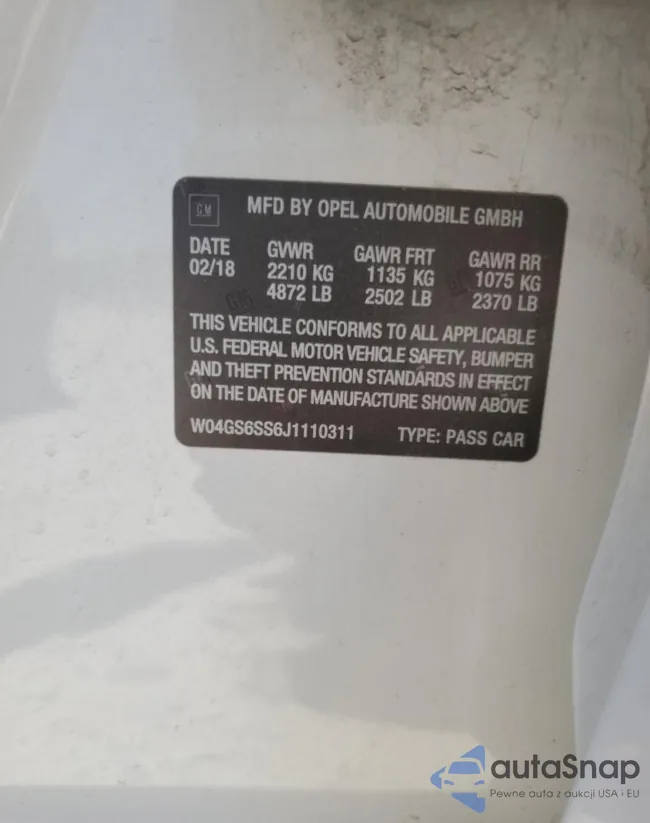 GM
MFD BY OPEL AUTOMOBILE GMBH
DATE GVWR GAWR FRT GAWR RR
02/18 2210 KG 1135 KG 1075 KG
4872 LB 2502 LB 2370 LB
THIS VEHICLE CONFORMS TO ALL APPLICABLE
U.S. FEDERAL MOTOR VEHICLE SAFETY, BUMPER
AND THEFT PREVENTION STANDARDS IN EFFECT
ON THE DATE OF MANUFACTURE SHOWN ABOVE
W04GS6SS6J1110311 TYPE: PASS CAR
autaSnap
Pewne auta z aukcji USA i EU